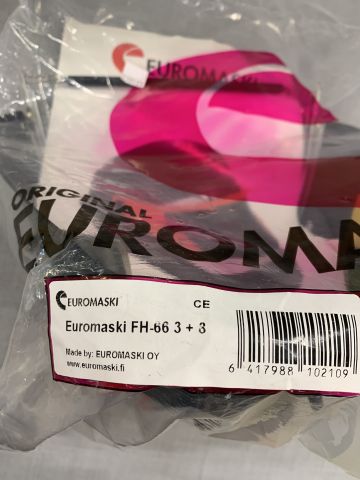 EUROMASKI
ORIGINAL
EUROMA
EUROMASKI
CE
Euromaski FH-66 3 + 3
Made by: EUROMASKI OY
www.euromaski.fi
6 417988 102109